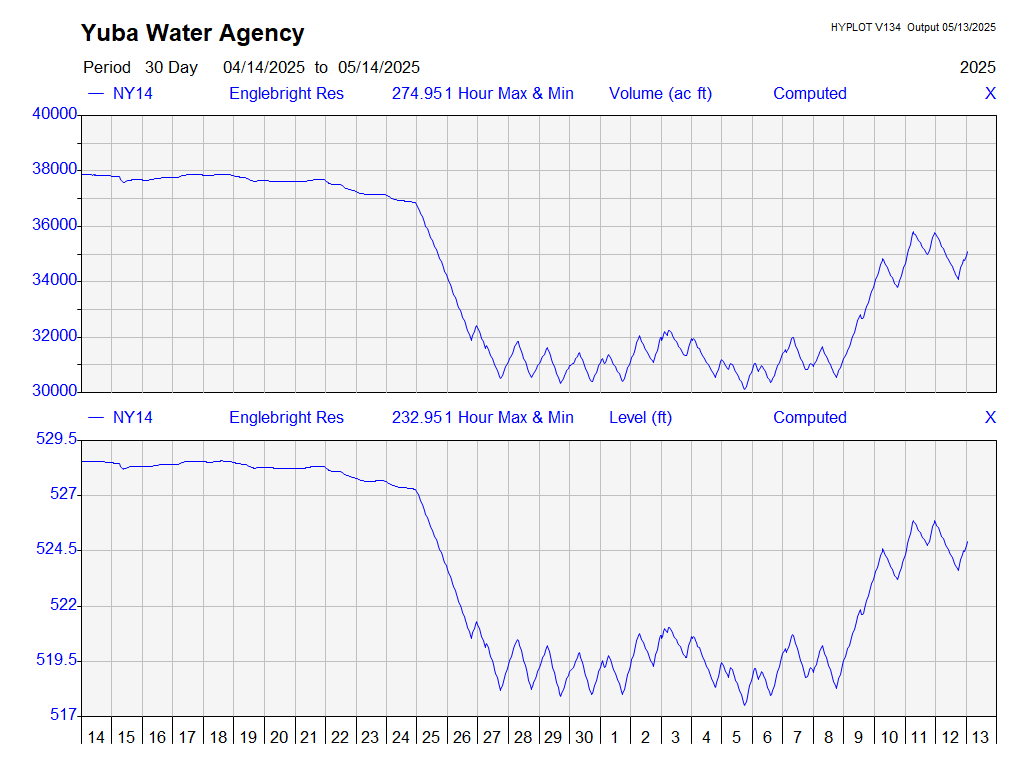 Yuba Water Agency
HYPLOT V134 Output 05/13/2025
Period 30 Day 04/14/2025 to 05/14/2025 2025
NY14 Englebright Res 274.951 Hour Max & Min Volume (ac ft) Computed X
40000
38000
36000
34000
32000
30000
NY14 Englebright Res 232.951 Hour Max & Min Level (ft) Computed X
529.5
527
524.5
522
519.5
517
14 15 16 17 18 19 20 21 22 23 24 25 26 27 28 29 30 1 2 3 4 5 6 7 8 9 10 11 12 13